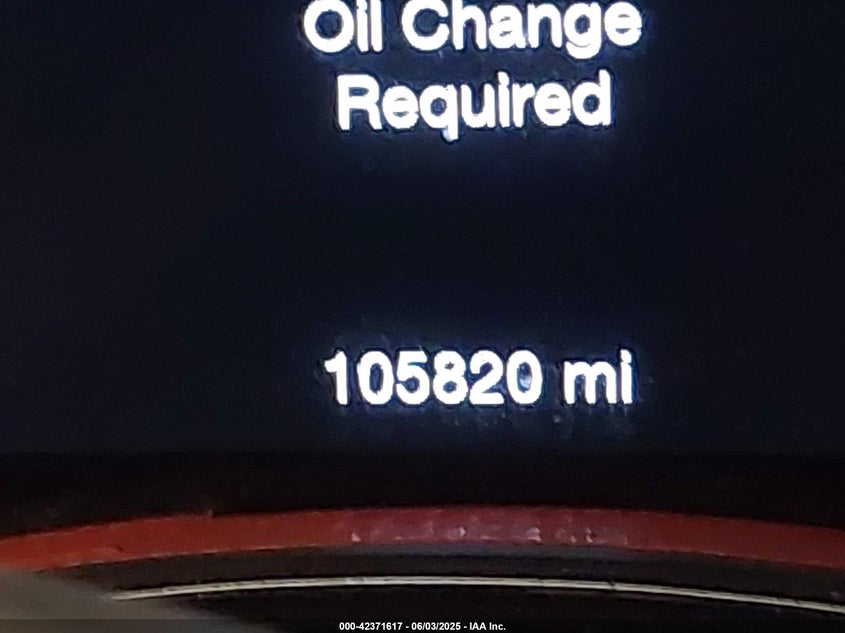 Oil Change
Required
105820 mi
000-42371617 - 06/03/2025 - IAA Inc.